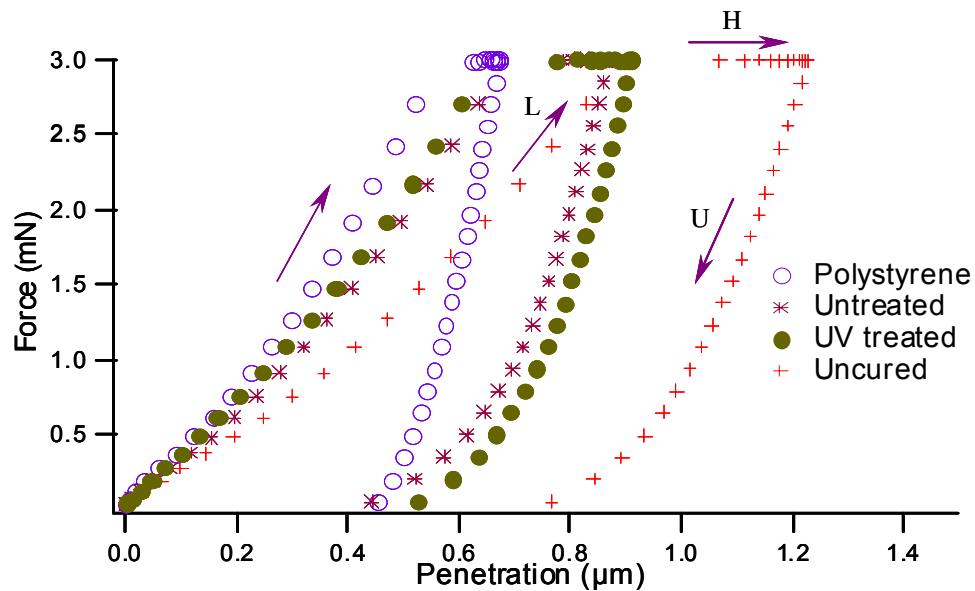 H
3.0
L
2.5
2.0
U
Force (mN)
Polystyrene
1.5
Untreated
UV treated
1.0
Uncured
0.5
0.0
0.2
0.4
0.6
0.8
1.0
1.2
1.4
Penetration (µm)